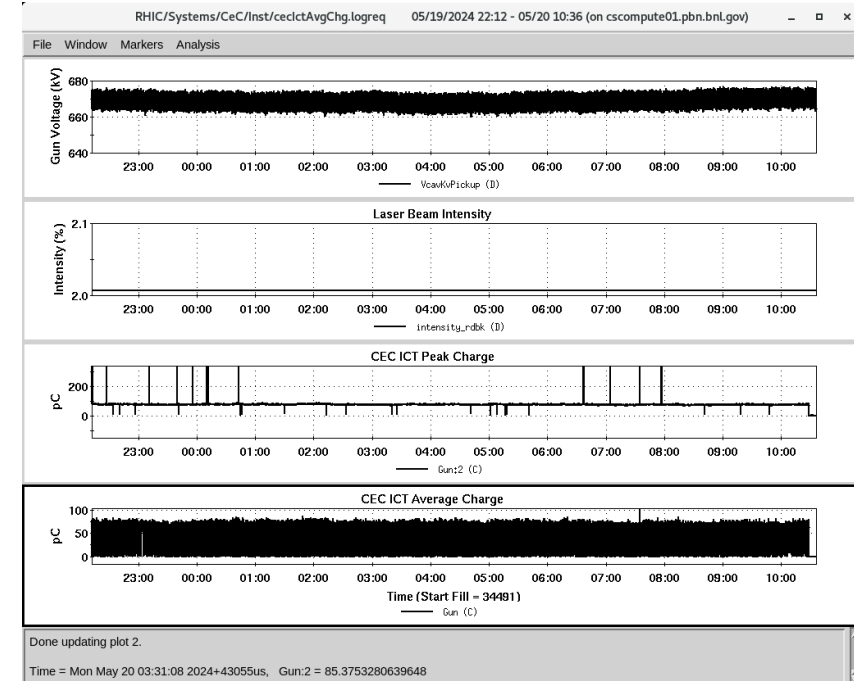 RHIC/Systems/CeC/Inst/cecIctAvgChg.logreq 05/19/2024 22:12 - 05/20 10:36 (on cscompute01.pbn.bnl.gov)
File Window Markers Analysis
Gun Voltage (kV)
680
660
640
23:00 00:00 01:00 02:00 03:00 04:00 05:00 06:00 07:00 08:00 09:00 10:00
VcavKvPickup (D)
Laser Beam Intensity
Intensity (%)
2.1
2.0
23:00 00:00 01:00 02:00 03:00 04:00 05:00 06:00 07:00 08:00 09:00 10:00
intensity_rdbk (D)
CEC ICT Peak Charge
pC
200
0
23:00 00:00 01:00 02:00 03:00 04:00 05:00 06:00 07:00 08:00 09:00 10:00
Gun:2 (C)
CEC ICT Average Charge
pC
100
50
0
23:00 00:00 01:00 02:00 03:00 04:00 05:00 06:00 07:00 08:00 09:00 10:00
Time (Start Fill = 34491)
Gun (C)
Done updating plot 2.
Time = Mon May 20 03:31:08 2024+43055us, Gun:2 = 85.3753280639648